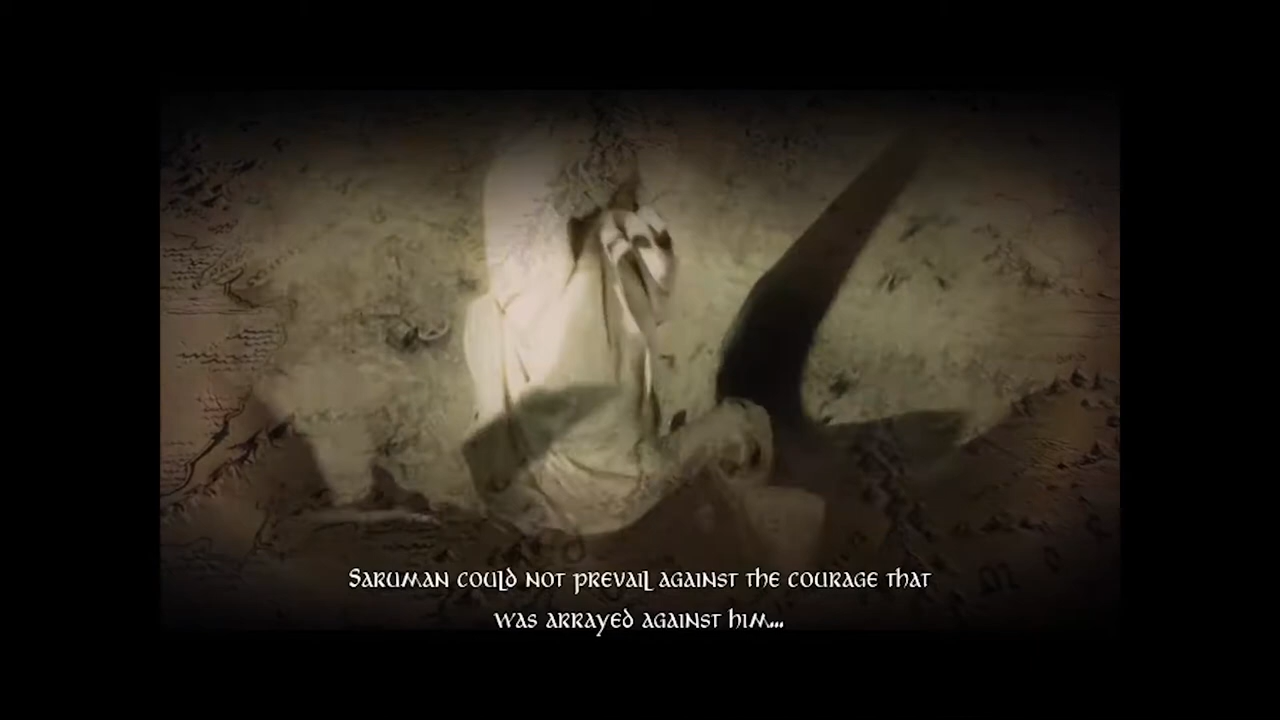 Saruman could not prevail against the courage that
was arrayed against him...